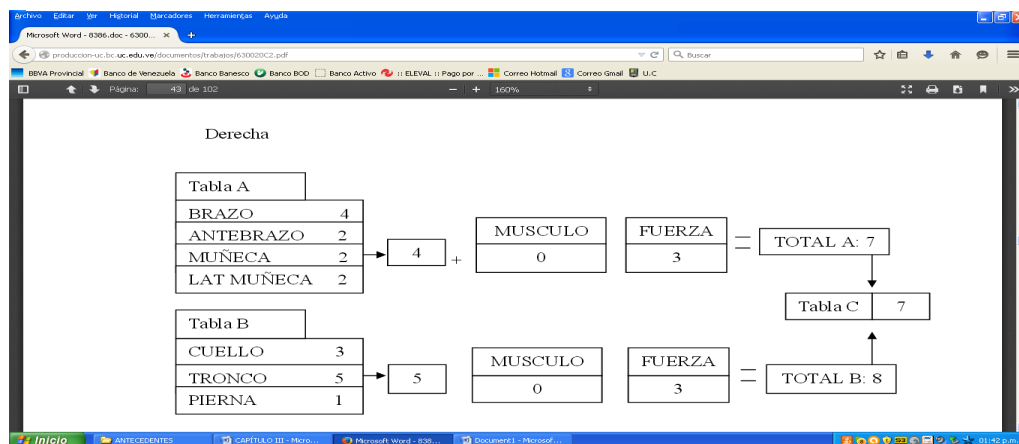 Archivo Editar Ver Historial Marcadores Herramientas Ayuda
Microsoft Word - 8386.doc - 6300...
produccion-uc.bc.uc.edu.ve/documentos/trabajos/630020C2.pdf
Buscar
BBVA Provincial Banco de Venezuela Banco Banesco Banco BOD Banco Activo :: ELEVAL :: Pago por ... Correo Hotmail Correo Gmail U.C
Página: 43 de 102 − + 160%
Derecha
Tabla A
BRAZO 4
ANTEBRAZO 2
MUÑECA 2
LAT MUÑECA 2
4
+
MUSCULO
0
FUERZA
3
=
TOTAL A: 7
Tabla C 7
Tabla B
CUELLO 3
TRONCO 5
PIERNA 1
5
MUSCULO
0
FUERZA
3
=
TOTAL B: 8
Inicio ANTECEDENTES CAPÍTULO III - Micro... Microsoft Word - 838... Document1 - Microsof... 01:42 p.m.